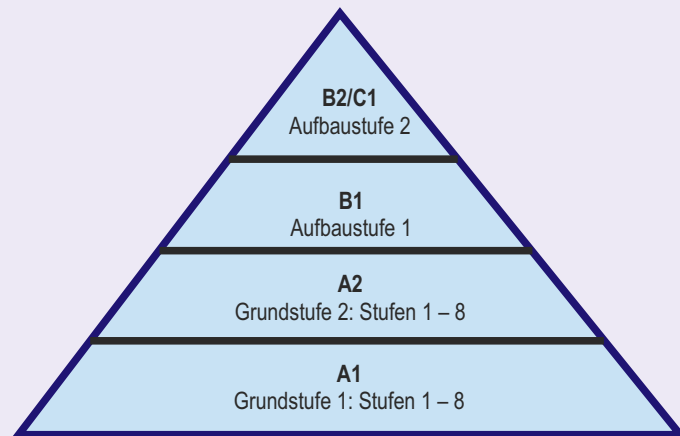 B2/C1
Aufbaustufe 2
B1
Aufbaustufe 1
A2
Grundstufe 2: Stufen 1 – 8
A1
Grundstufe 1: Stufen 1 – 8